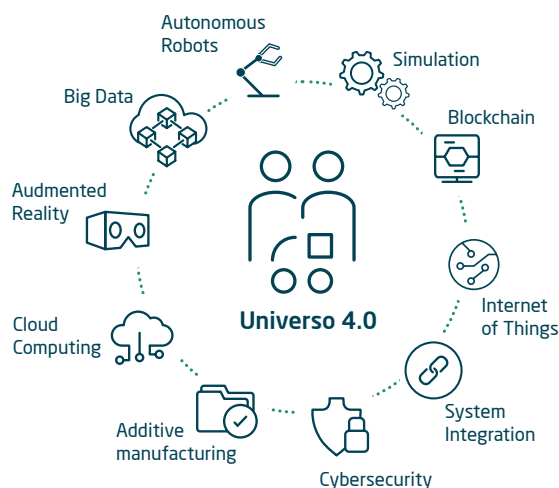 Autonomous
Robots
Simulation
Big Data
Blockchain
Audmented
Reality
Universo 4.0
Internet
of Things
Cloud
Computing
System
Integration
Additive
manufacturing
Cybersecurity